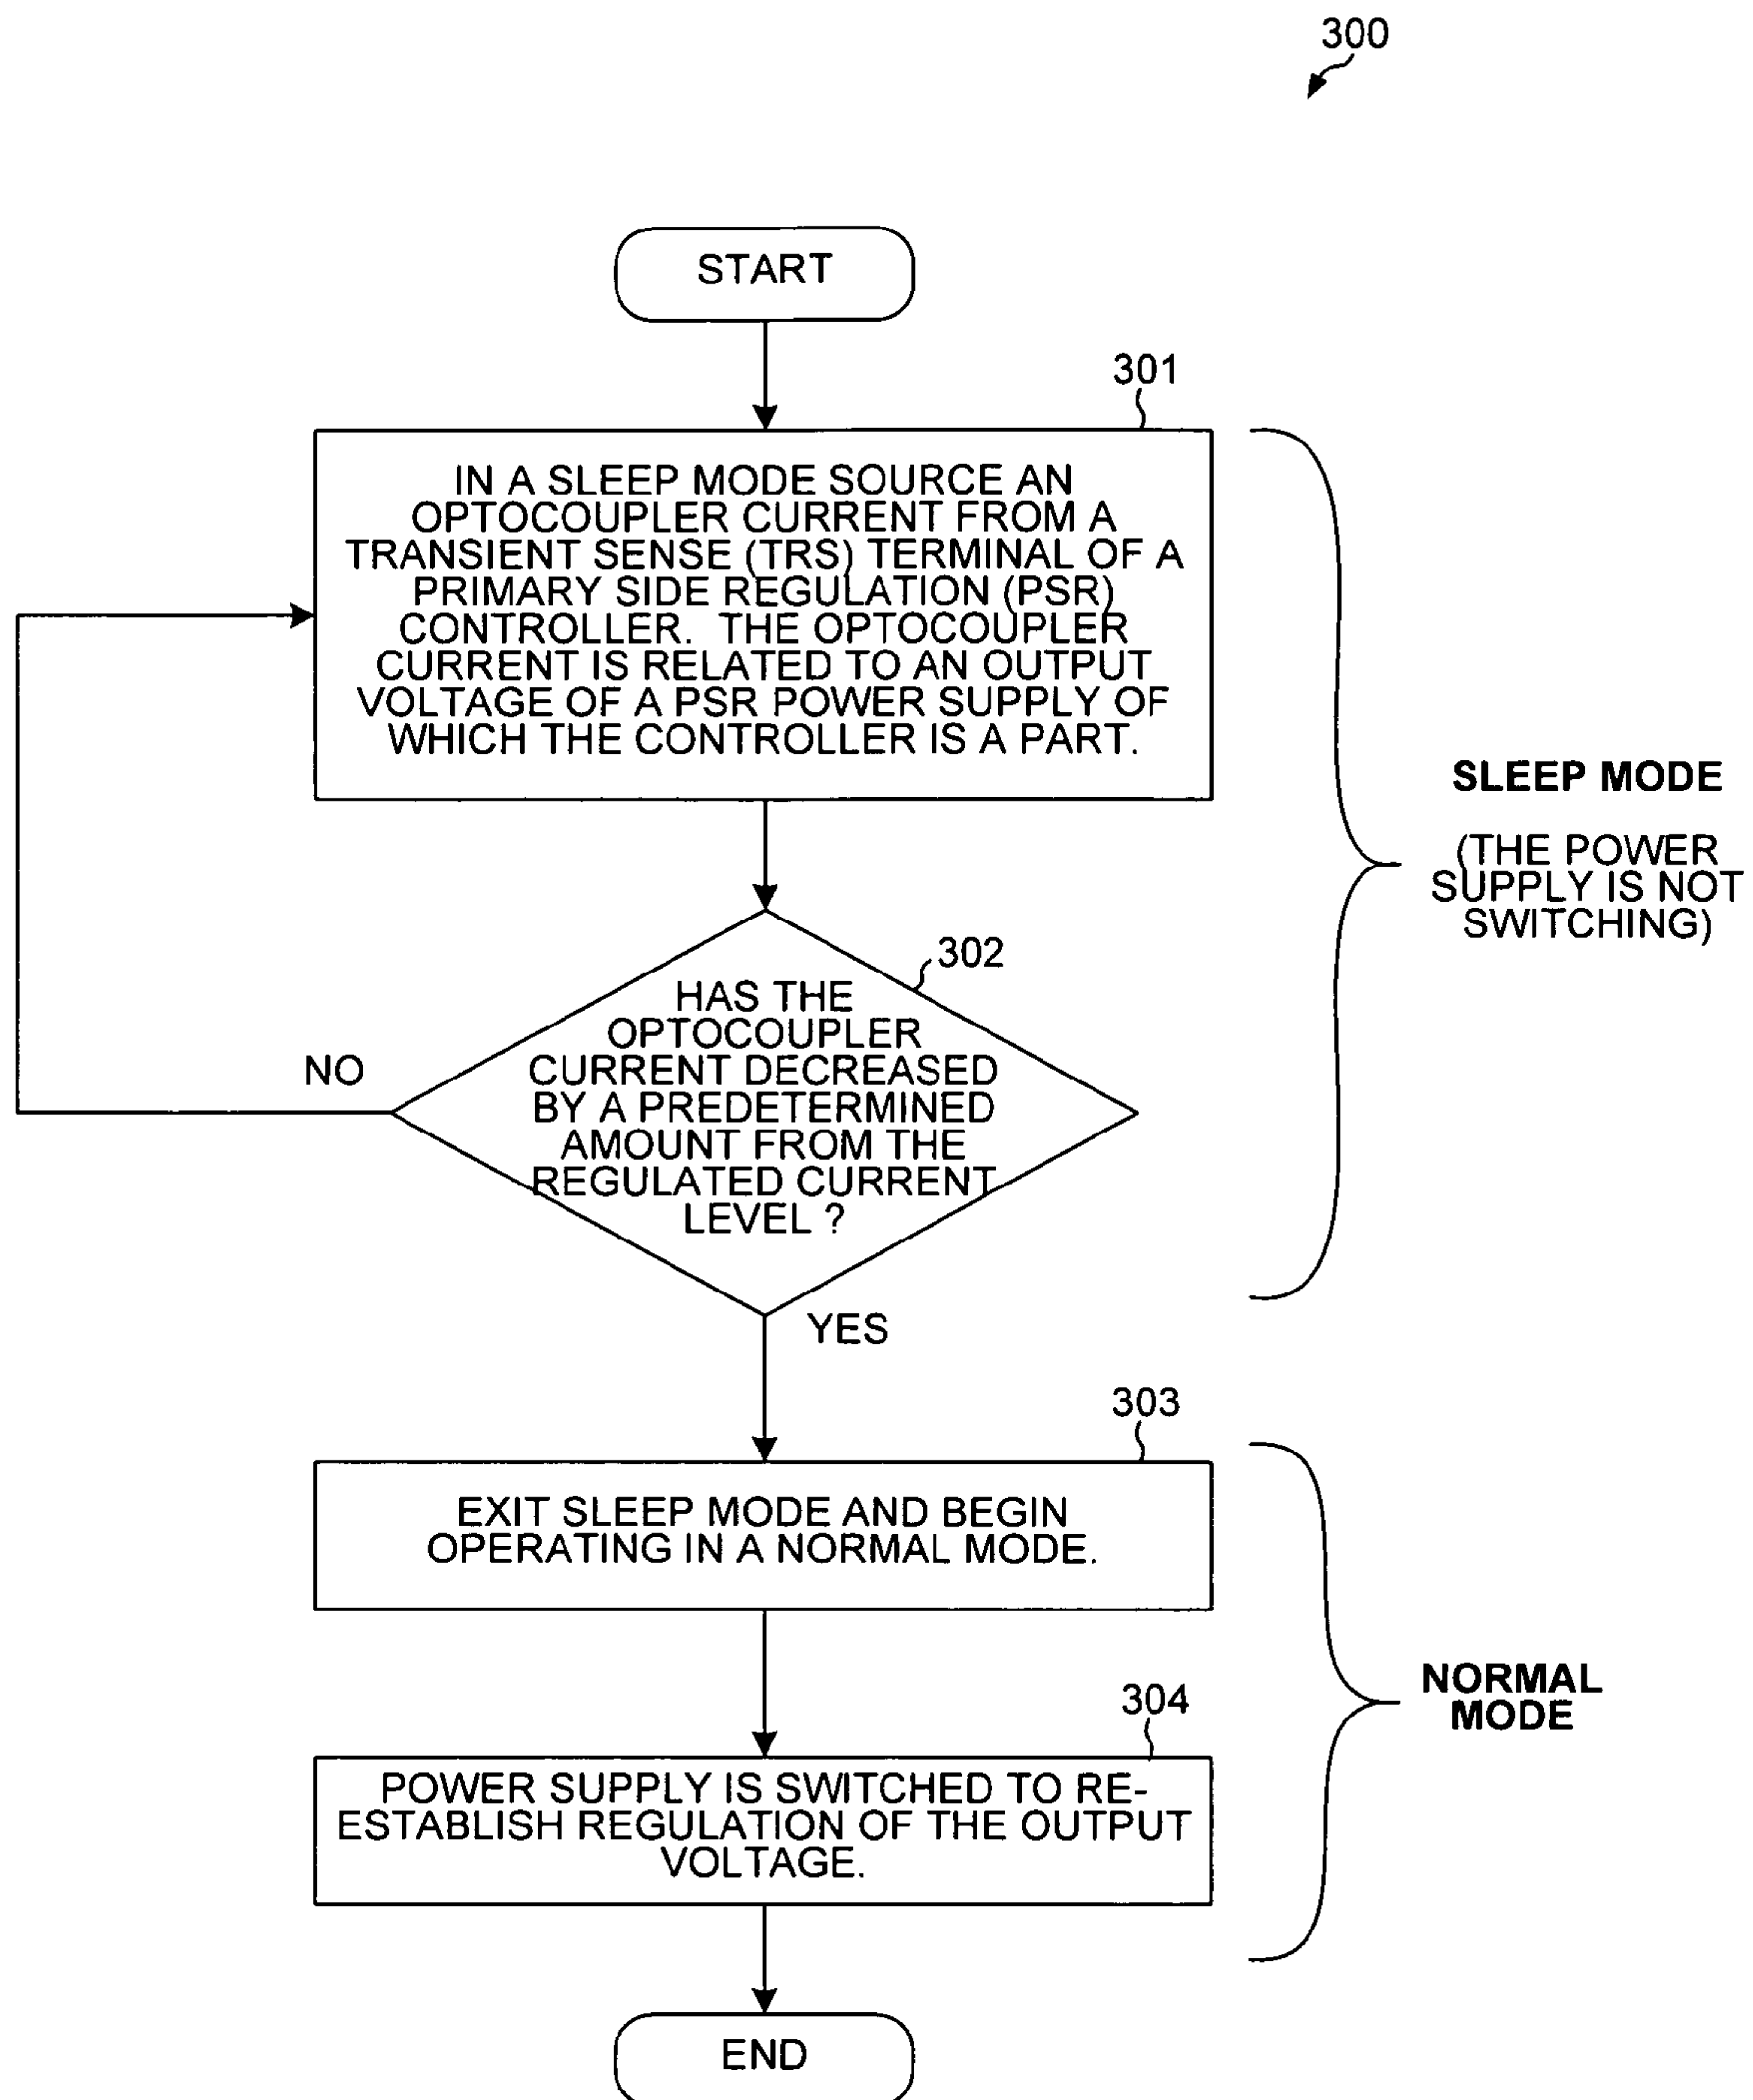 300
START
301
IN A SLEEP MODE SOURCE AN
OPTOCOUPLER CURRENT FROM A
TRANSIENT SENSE (TRS) TERMINAL OF A
PRIMARY SIDE REGULATION (PSR)
CONTROLLER. THE OPTOCOUPLER
CURRENT IS RELATED TO AN OUTPUT
VOLTAGE OF A PSR POWER SUPPLY OF
WHICH THE CONTROLLER IS A PART.
SLEEP MODE
(THE POWER
SUPPLY IS NOT
SWITCHING)
302
HAS THE
OPTOCOUPLER
CURRENT DECREASED
BY A PREDETERMINED
AMOUNT FROM THE
REGULATED CURRENT
LEVEL ?
NO
YES
303
EXIT SLEEP MODE AND BEGIN
OPERATING IN A NORMAL MODE.
NORMAL
MODE
304
POWER SUPPLY IS SWITCHED TO RE-
ESTABLISH REGULATION OF THE OUTPUT
VOLTAGE.
END